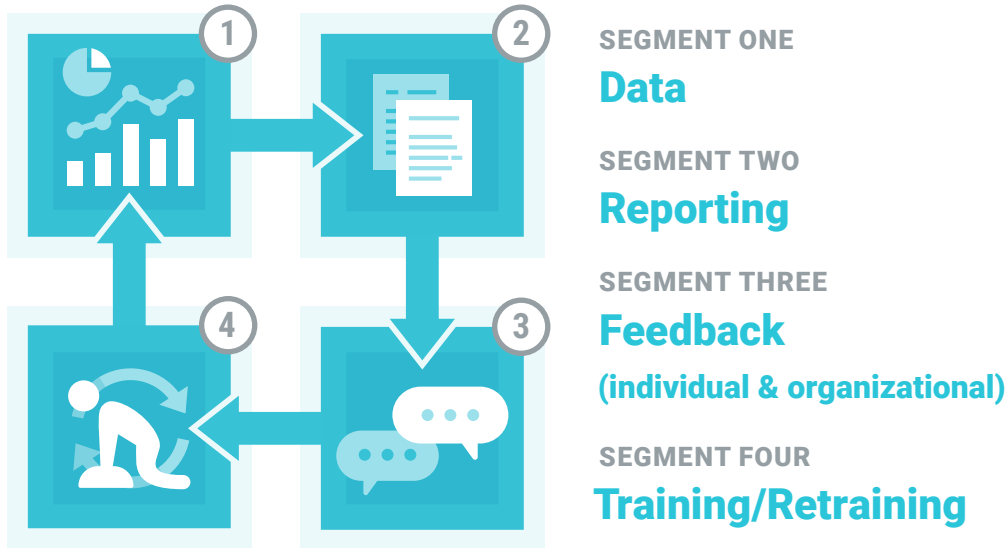 1
2
4
3
SEGMENT ONE
Data
SEGMENT TWO
Reporting
SEGMENT THREE
Feedback
(individual & organizational)
SEGMENT FOUR
Training/Retraining